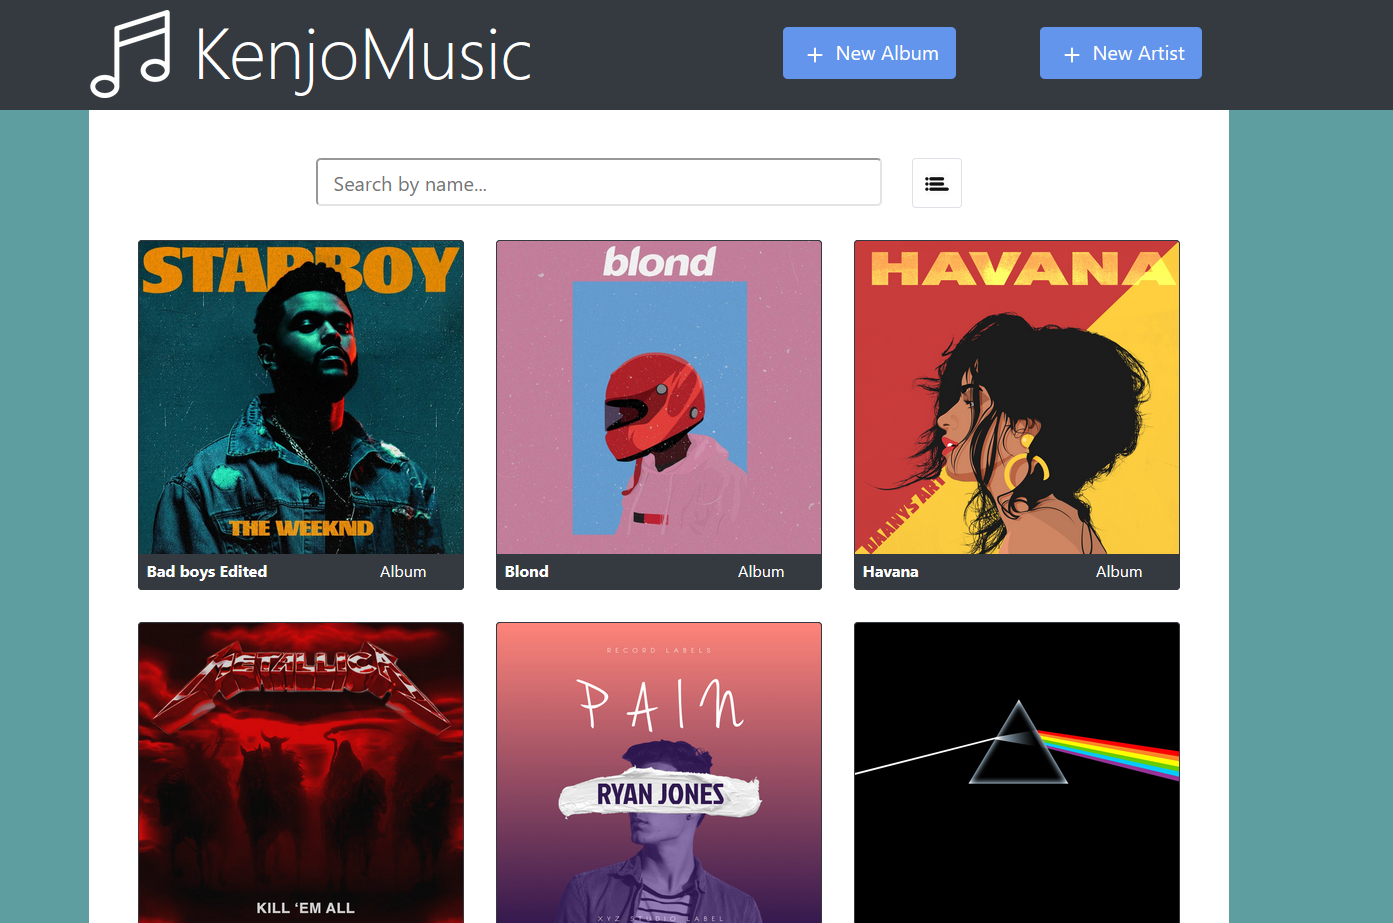 KenjoMusic
New Album
New Artist
Search by name...
STARBOY
THE WEEKND
Bad boys Edited
Album
blond
Blond
Album
HAVANA
DAANYS ART
Havana
Album
METALLICA
KILL ‘EM ALL
RECORD LABELS
PAIN
RYAN JONES
XYZ STUDIO LABEL